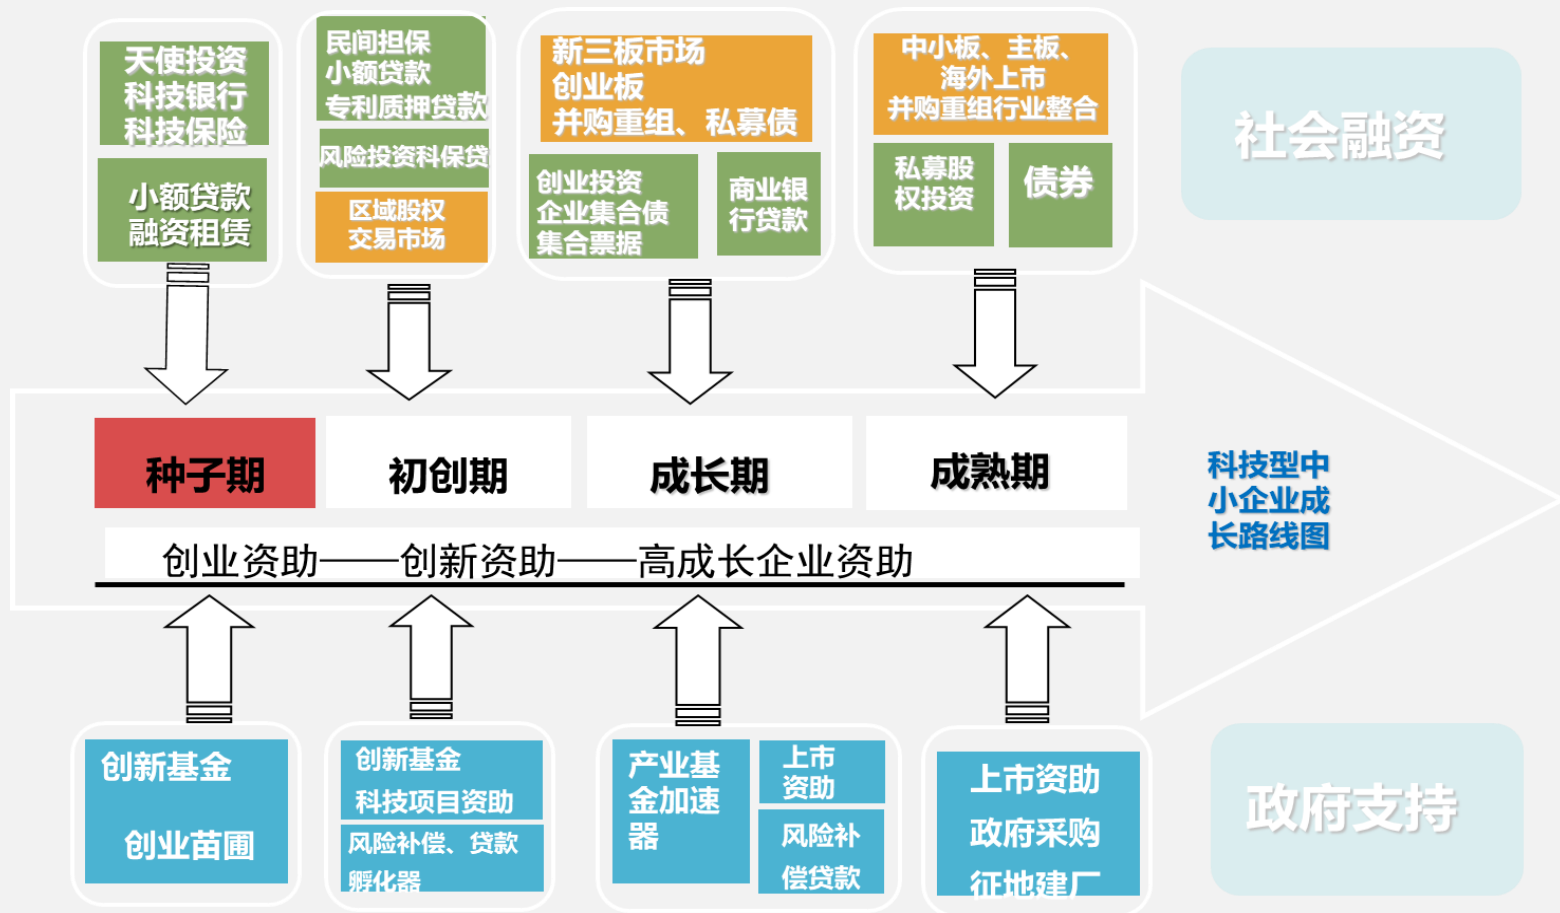 天使投资
科技银行
科技保险
小额贷款
融资租赁
民间担保
小额贷款
专利质押贷款
风险投资科保贷
区域股权
交易市场
新三板市场
创业板
并购重组、私募债
创业投资
企业集合债
集合票据
商业银
行贷款
中小板、主板、
海外上市
并购重组行业整合
私募股
权投资
债券
社会融资
种子期
初创期
成长期
成熟期
科技型中
小企业成
长路线图
创业资助——创新资助——高成长企业资助
创新基金
创业苗圃
创新基金
科技项目资助
风险补偿、贷款
孵化器
产业基
金加速
器
上市
资助
风险补
偿贷款
上市资助
政府采购
征地建厂
政府支持